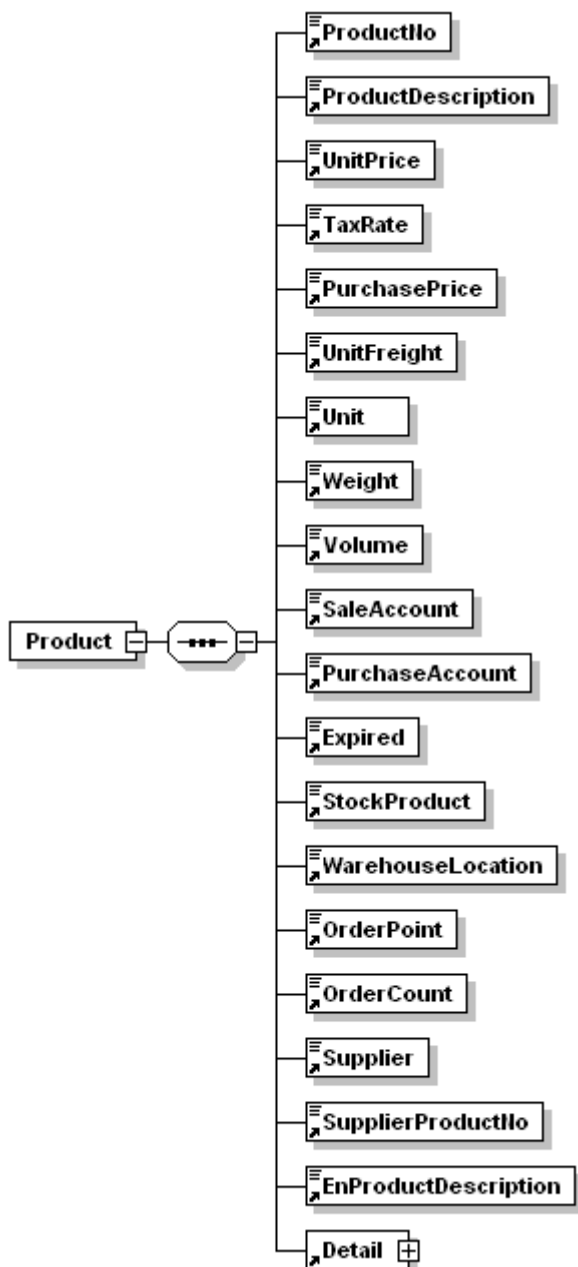 ProductNo
ProductDescription
UnitPrice
TaxRate
PurchasePrice
UnitFreight
Unit
Weight
Volume
Product
SaleAccount
PurchaseAccount
Expired
StockProduct
WarehouseLocation
OrderPoint
OrderCount
Supplier
SupplierProductNo
EnProductDescription
Detail